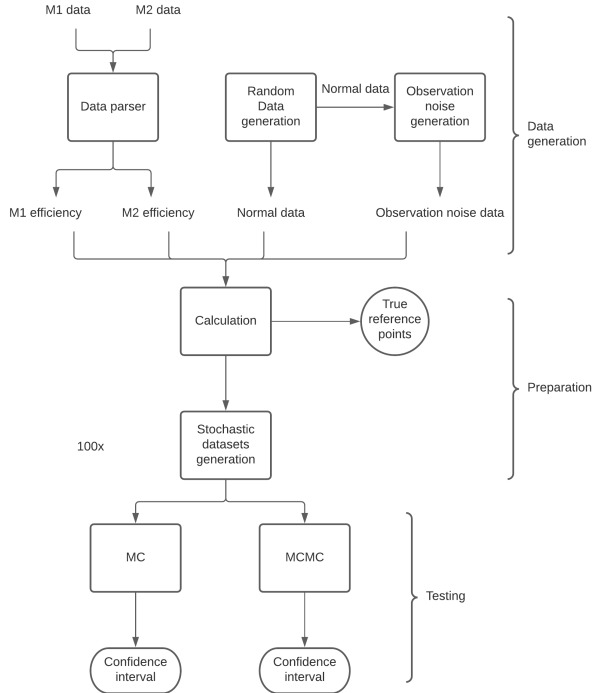 M1 data
M2 data
Data parser
Random
Data
generation
Normal data
Observation
noise
generation
Data
generation
M1 efficiency
M2 efficiency
Normal data
Observation noise data
Calculation
True
reference
points
Preparation
100x
Stochastic
datasets
generation
MC
MCMC
Testing
Confidence
interval
Confidence
interval